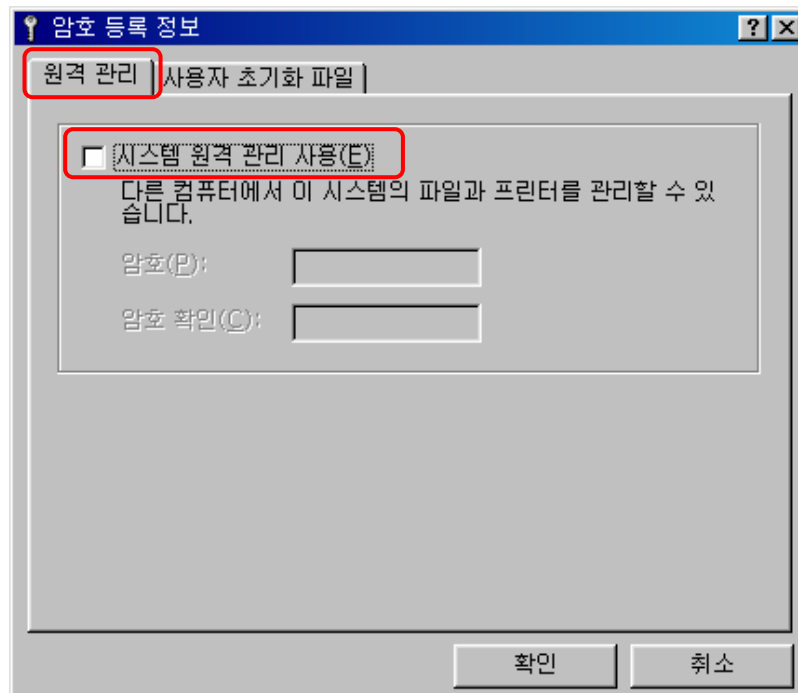 암호 등록 정보
원격 관리
사용자 초기화 파일
시스템 원격 관리 사용(E)
다른 컴퓨터에서 이 시스템의 파일과 프린터를 관리할 수 있
습니다.
암호(P):
암호 확인(C):
확인
취소